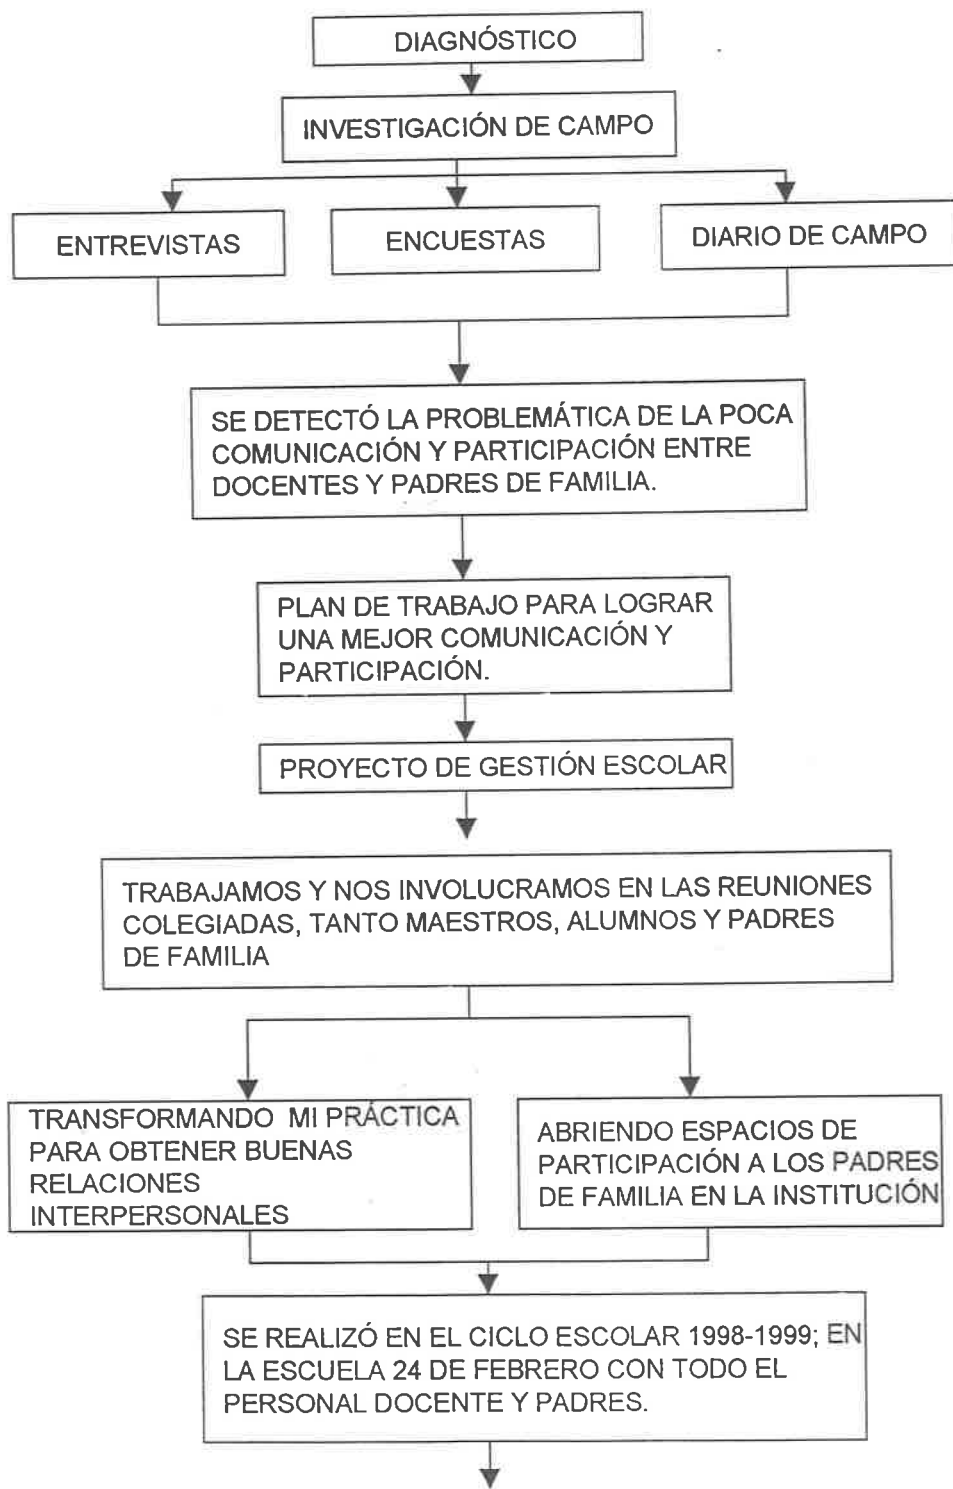 DIAGNÓSTICO
INVESTIGACIÓN DE CAMPO
ENTREVISTAS
ENCUESTAS
DIARIO DE CAMPO
SE DETECTÓ LA PROBLEMÁTICA DE LA POCA
COMUNICACIÓN Y PARTICIPACIÓN ENTRE
DOCENTES Y PADRES DE FAMILIA.
PLAN DE TRABAJO PARA LOGRAR
UNA MEJOR COMUNICACIÓN Y
PARTICIPACIÓN.
PROYECTO DE GESTIÓN ESCOLAR
TRABAJAMOS Y NOS INVOLUCRAMOS EN LAS REUNIONES
COLEGIADAS, TANTO MAESTROS, ALUMNOS Y PADRES
DE FAMILIA
TRANSFORMANDO MI PRÁCTICA
PARA OBTENER BUENAS
RELACIONES
INTERPERSONALES
ABRIENDO ESPACIOS DE
PARTICIPACIÓN A LOS PADRES
DE FAMILIA EN LA INSTITUCIÓN
SE REALIZÓ EN EL CICLO ESCOLAR 1998-1999; EN
LA ESCUELA 24 DE FEBRERO CON TODO EL
PERSONAL DOCENTE Y PADRES.